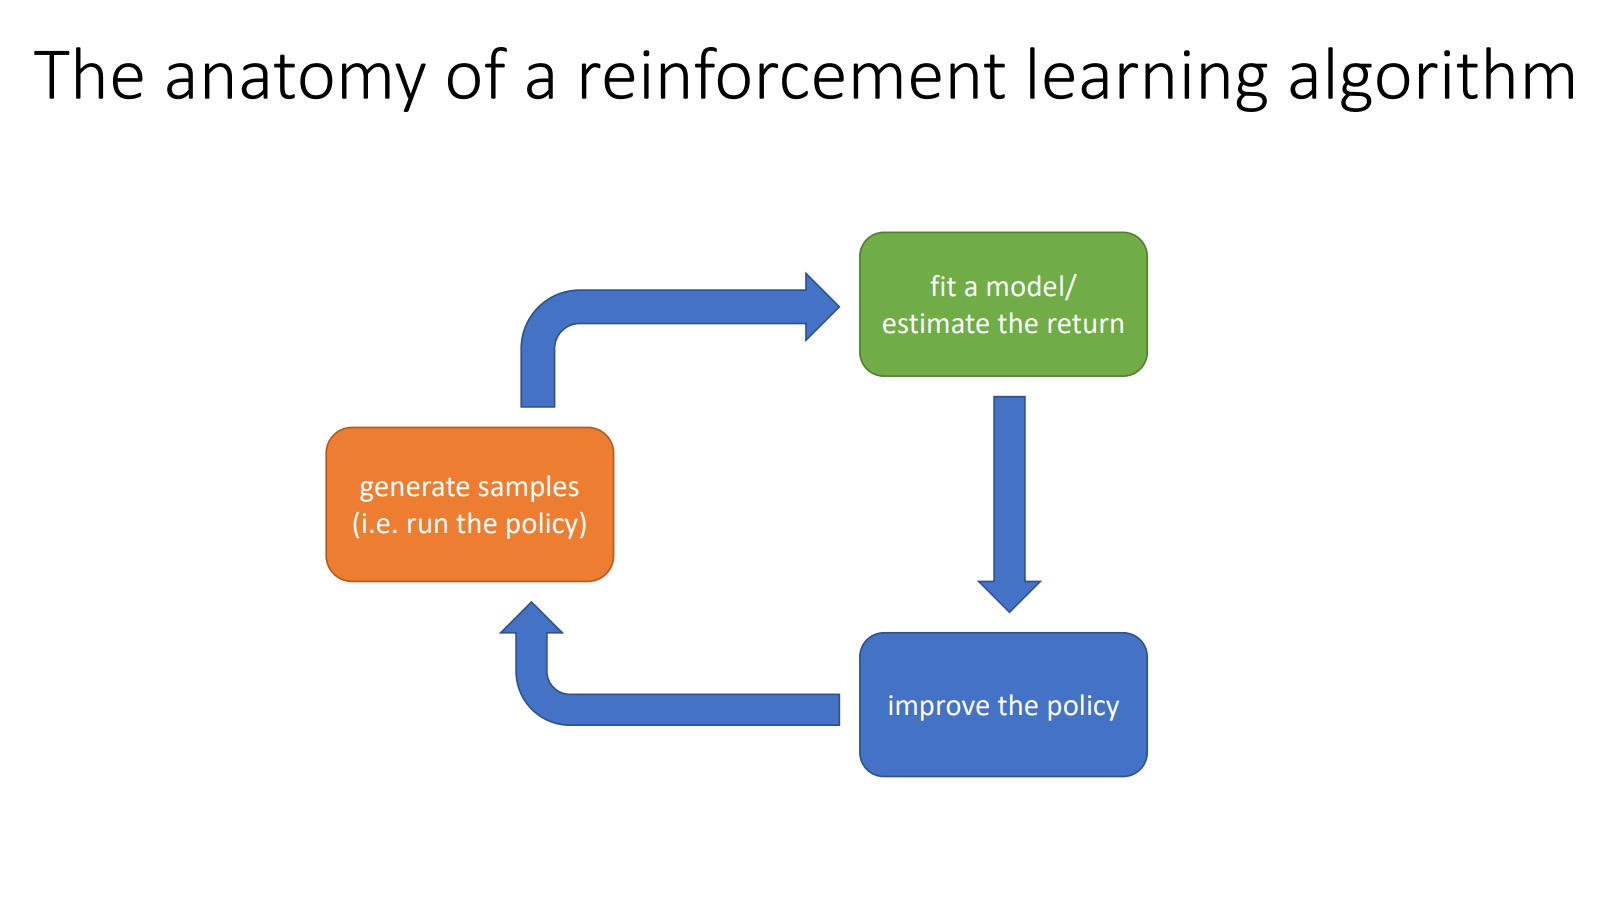 The anatomy of a reinforcement learning algorithm
fit a model/
estimate the return
generate samples
(i.e. run the policy)
improve the policy